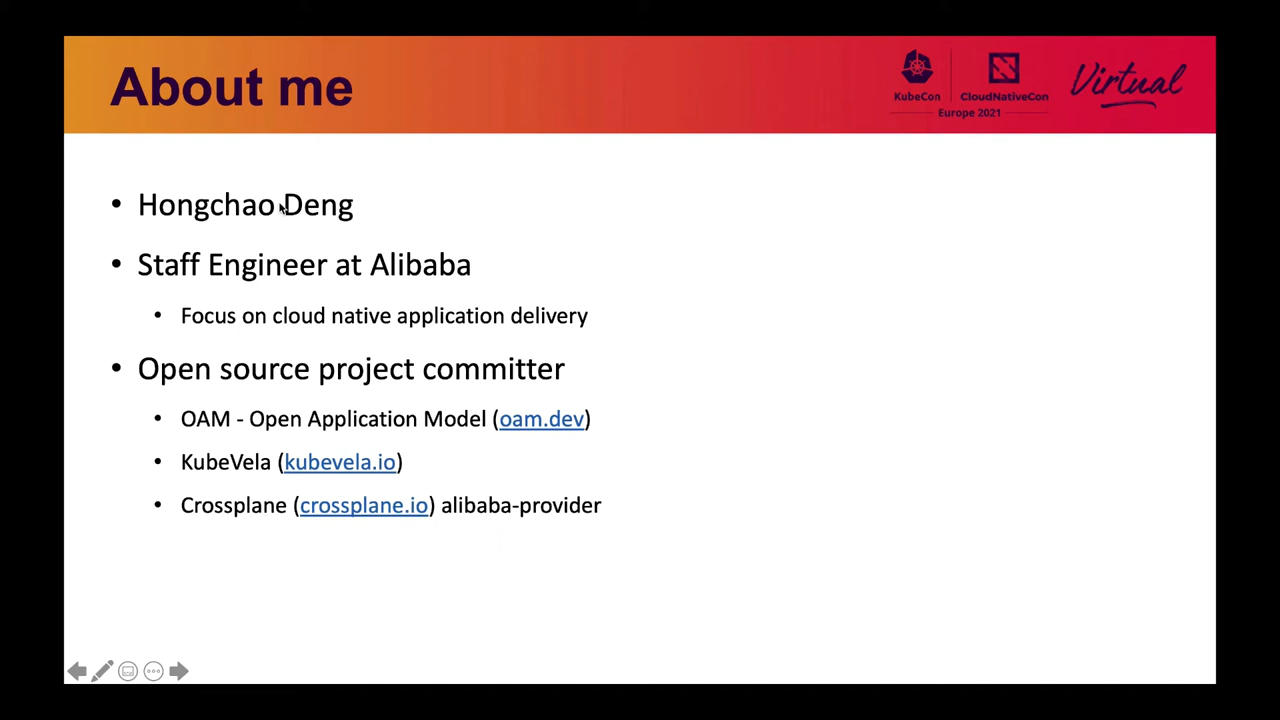 About me
KubeCon
CloudNativeCon
Europe 2021
Virtual
• Hongchao Deng
• Staff Engineer at Alibaba
• Focus on cloud native application delivery
• Open source project committer
• OAM - Open Application Model (oam.dev)
• KubeVela (kubevela.io)
• Crossplane (crossplane.io) alibaba-provider